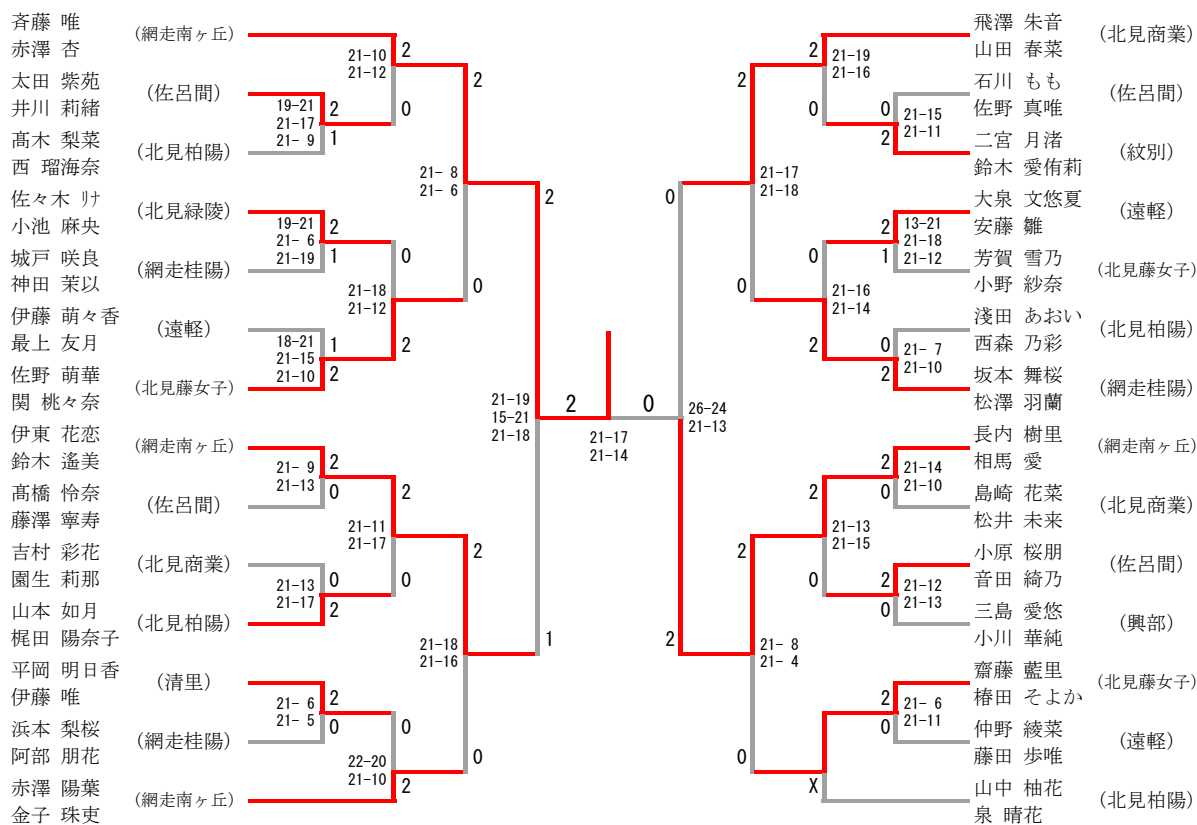 斉藤 唯
赤澤 杏
(網走南ヶ丘)
太田 紫苑
井川 莉緒
(佐呂間)
髙木 梨菜
西 瑠海奈
(北見柏陽)
佐々木 リナ
小池 麻央
(北見緑陵)
城戸 咲良
神田 茉以
(網走桂陽)
伊藤 萌々香
最上 友月
(遠軽)
佐野 萌華
関 桃々奈
(北見藤女子)
伊東 花恋
鈴木 遙美
(網走南ヶ丘)
髙橋 怜奈
藤澤 寧寿
(佐呂間)
吉村 彩花
園生 莉那
(北見商業)
山本 如月
梶田 陽奈子
(北見柏陽)
平岡 明日香
伊藤 唯
(清里)
浜本 梨桜
阿部 朋花
(網走桂陽)
赤澤 陽葉
金子 珠吏
(網走南ヶ丘)
19-21
21-17
21- 9
2
1
19-21
21- 6
21-19
2
1
18-21
21-15
21-10
1
2
21- 9
21-13
2
0
21-13
21-17
0
2
21- 6
21- 5
2
0
21-10
21-12
2
0
21-18
21-12
0
2
21-11
21-17
2
0
22-20
21-10
0
2
21- 8
21- 6
2
0
21-18
21-16
2
0
21-19
15-21
21-18
2
1
2
0
21-17
21-14
26-24
21-13
0
2
21-17
21-18
2
0
21- 8
21- 4
2
0
21-19
21-16
2
0
21-16
21-14
0
2
21-13
21-15
2
0
X
0
2
21-15
21-11
2
1
13-21
21-18
21-12
0
2
21- 7
21-10
2
0
21-14
21-10
2
0
21-12
21-13
2
0
21- 6
21-11
飛澤 朱音
山田 春菜
(北見商業)
石川 もも
佐野 真唯
(佐呂間)
二宮 月渚
鈴木 愛侑莉
(紋別)
大泉 文悠夏
安藤 雛
(遠軽)
芳賀 雪乃
小野 紗奈
(北見藤女子)
淺田 あおい
西森 乃彩
(北見柏陽)
坂本 舞桜
松澤 羽蘭
(網走桂陽)
長内 樹里
相馬 愛
(網走南ヶ丘)
島崎 花菜
松井 未来
(北見商業)
小原 桜朋
音田 綺乃
(佐呂間)
三島 愛悠
小川 華純
(興部)
齋藤 藍里
椿田 そよか
(北見藤女子)
仲野 綾菜
藤田 歩唯
(遠軽)
山中 柚花
泉 晴花
(北見柏陽)